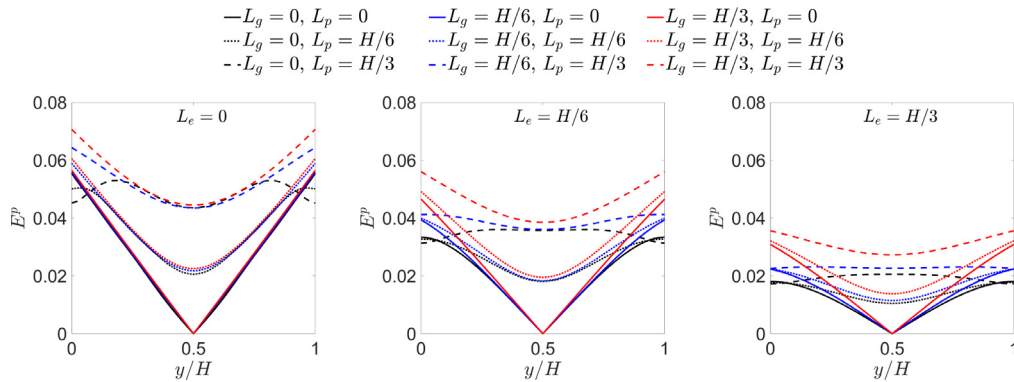 L_g = 0, L_p = 0
L_g = H/6, L_p = 0
L_g = H/3, L_p = 0
L_g = 0, L_p = H/6
L_g = H/6, L_p = H/6
L_g = H/3, L_p = H/6
L_g = 0, L_p = H/3
L_g = H/6, L_p = H/3
L_g = H/3, L_p = H/3
L_e = 0
0.08
0.06
0.04
0.02
0
E^p
0 0.5 1
y/H
L_e = H/6
0.08
0.06
0.04
0.02
0
E^p
0 0.5 1
y/H
L_e = H/3
0.08
0.06
0.04
0.02
0
E^p
0 0.5 1
y/H